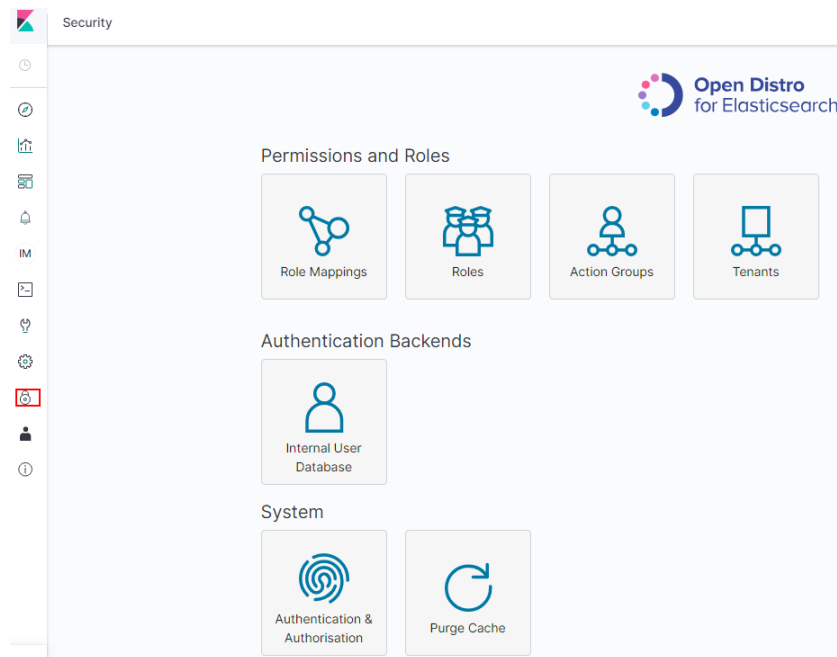 Security
Open Distro
for Elasticsearch
Permissions and Roles
Role Mappings
Roles
Action Groups
Tenants
IM
Authentication Backends
Internal User
Database
System
Authentication &
Authorisation
Purge Cache